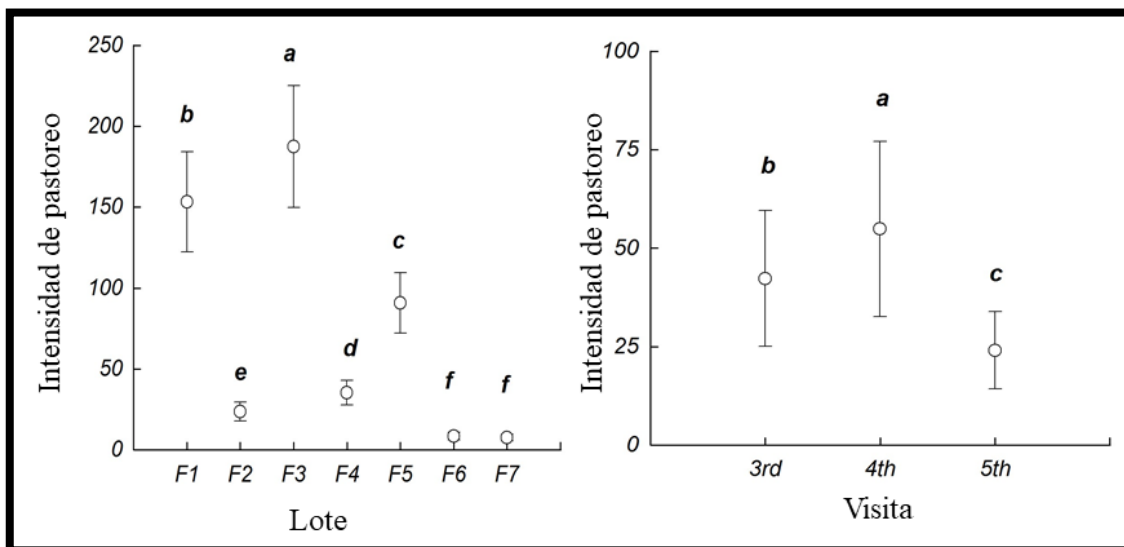 Intensidad de pastoreo
250
200
150
100
50
0
b
e
a
d
c
f
f
F1 F2 F3 F4 F5 F6 F7
Lote
Intensidad de pastoreo
100
75
50
25
0
b
a
c
3rd 4th 5th
Visita